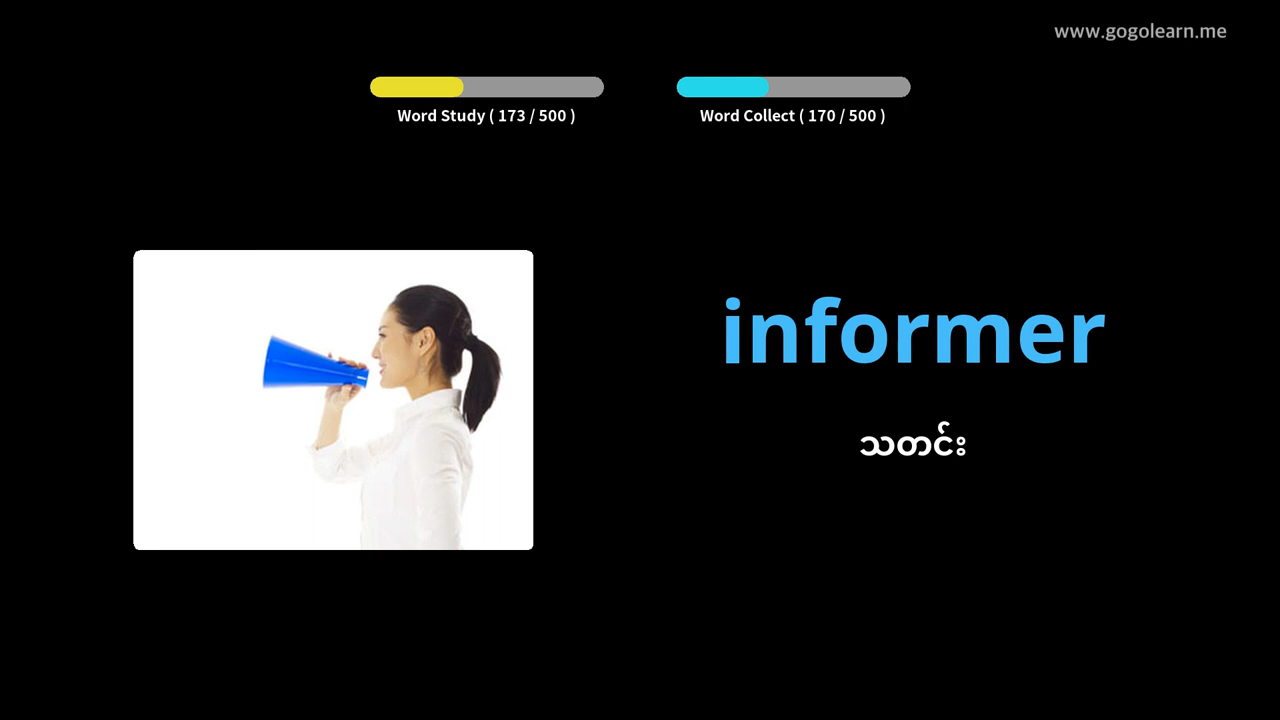 www.gogolearn.me
Word Study ( 173 / 500 )
Word Collect ( 170 / 500 )
informer
သတင်း